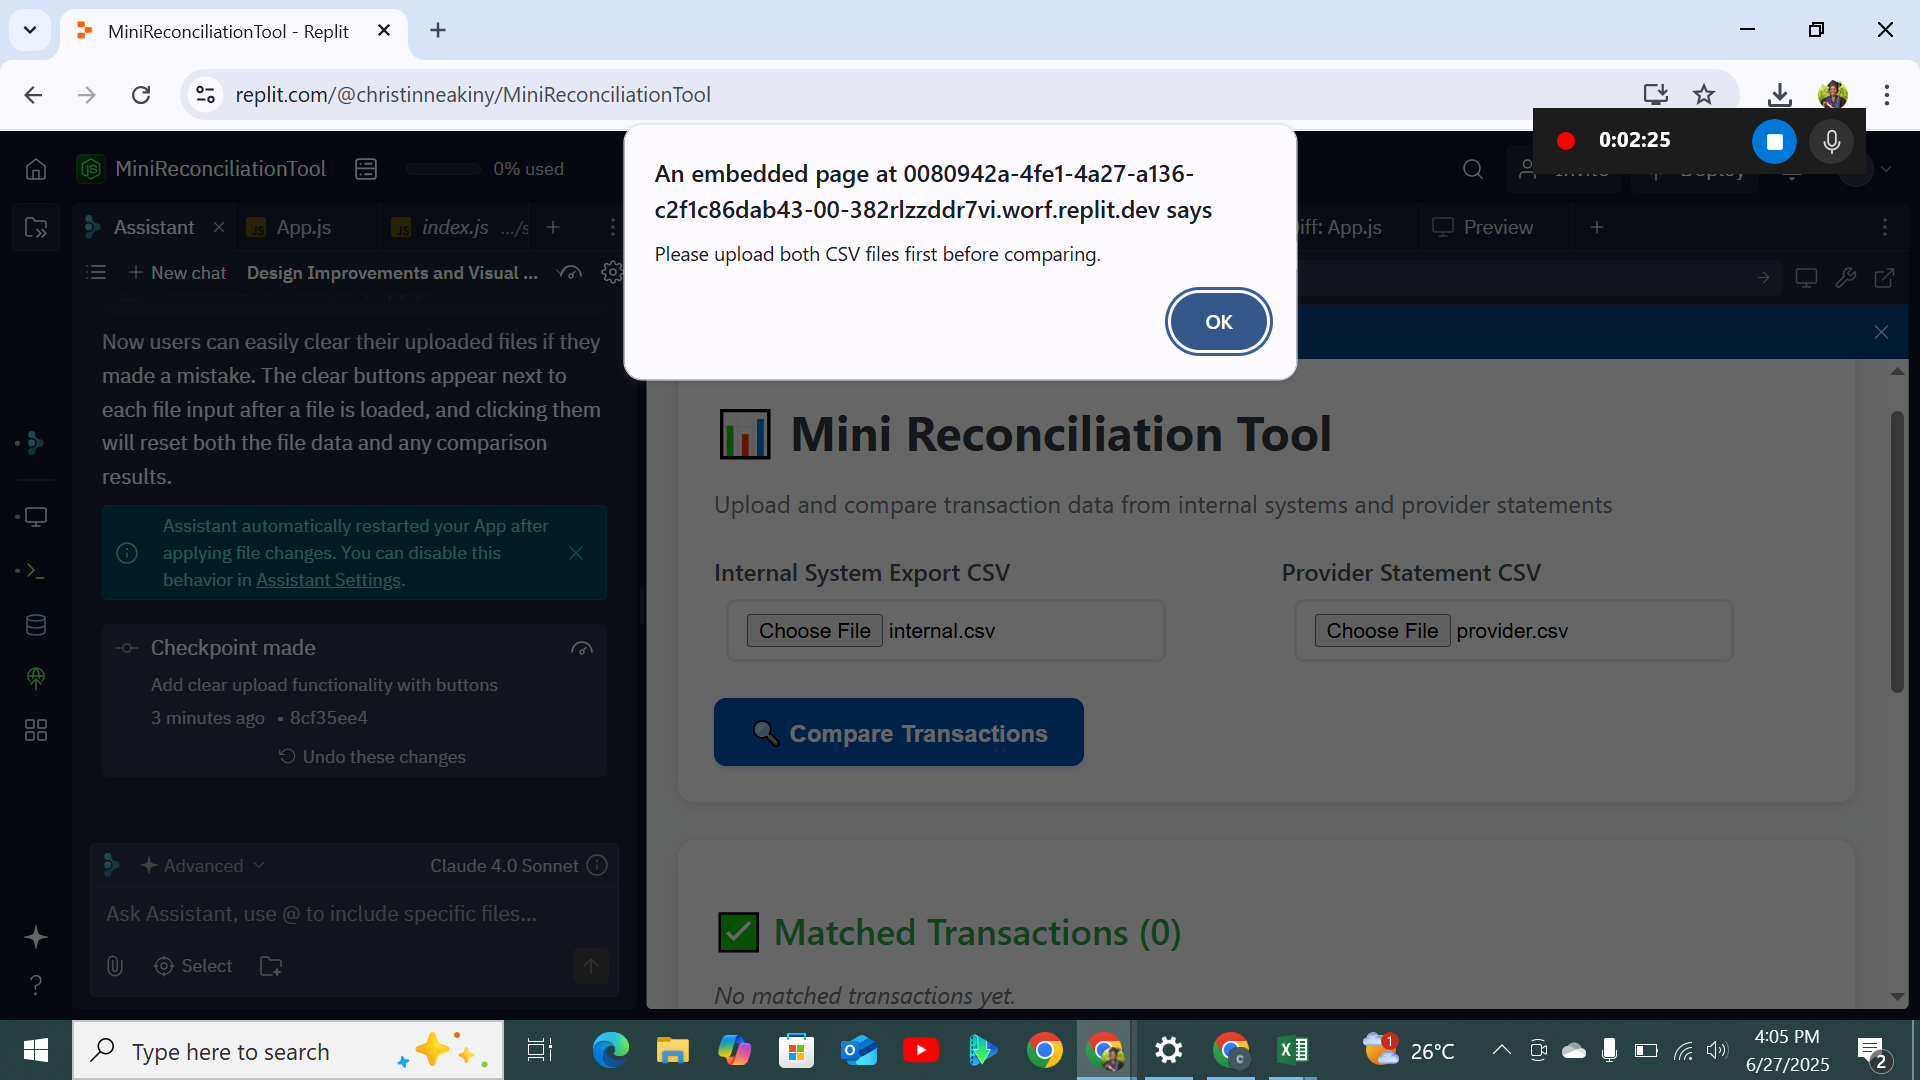 MiniReconciliationTool - Replit
replit.com/@christinneakiny/MiniReconciliationTool
0:02:25
An embedded page at 0080942a-4fe1-4a27-a136-
c2f1c86dab43-00-382rlzzddr7vi.worf.replit.dev says
Please upload both CSV files first before comparing.
OK
MiniReconciliationTool
0% used
Assistant
App.js
index.js .../s
Diff: App.js
Preview
New chat
Design Improvements and Visual ...
Now users can easily clear their uploaded files if they
made a mistake. The clear buttons appear next to
each file input after a file is loaded, and clicking them
will reset both the file data and any comparison
results.
Assistant automatically restarted your App after
applying file changes. You can disable this
behavior in Assistant Settings.
Checkpoint made
Add clear upload functionality with buttons
3 minutes ago • 8cf35ee4
Undo these changes
Advanced
Claude 4.0 Sonnet
Ask Assistant, use @ to include specific files...
Select
Mini Reconciliation Tool
Upload and compare transaction data from internal systems and provider statements
Internal System Export CSV
Provider Statement CSV
Choose File internal.csv
Choose File provider.csv
Compare Transactions
Matched Transactions (0)
No matched transactions yet.
Type here to search
1
26°C
4:05 PM
6/27/2025
2